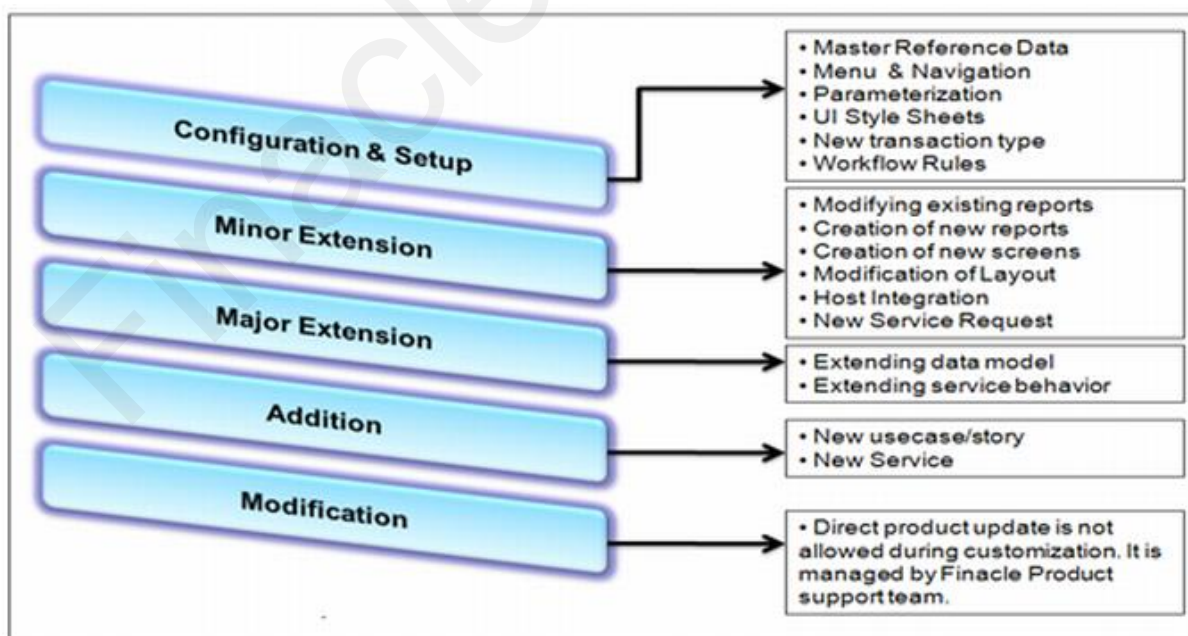 Configuration & Setup
• Master Reference Data
• Menu & Navigation
• Parameterization
• UI Style Sheets
• New transaction type
• Workflow Rules
Minor Extension
• Modifying existing reports
• Creation of new reports
• Creation of new screens
• Modification of Layout
• Host Integration
• New Service Request
Major Extension
• Extending data model
• Extending service behavior
Addition
• New usecase/story
• New Service
Modification
• Direct product update is not
allowed during customization. It is
managed by Finacle Product
support team.
Finacle